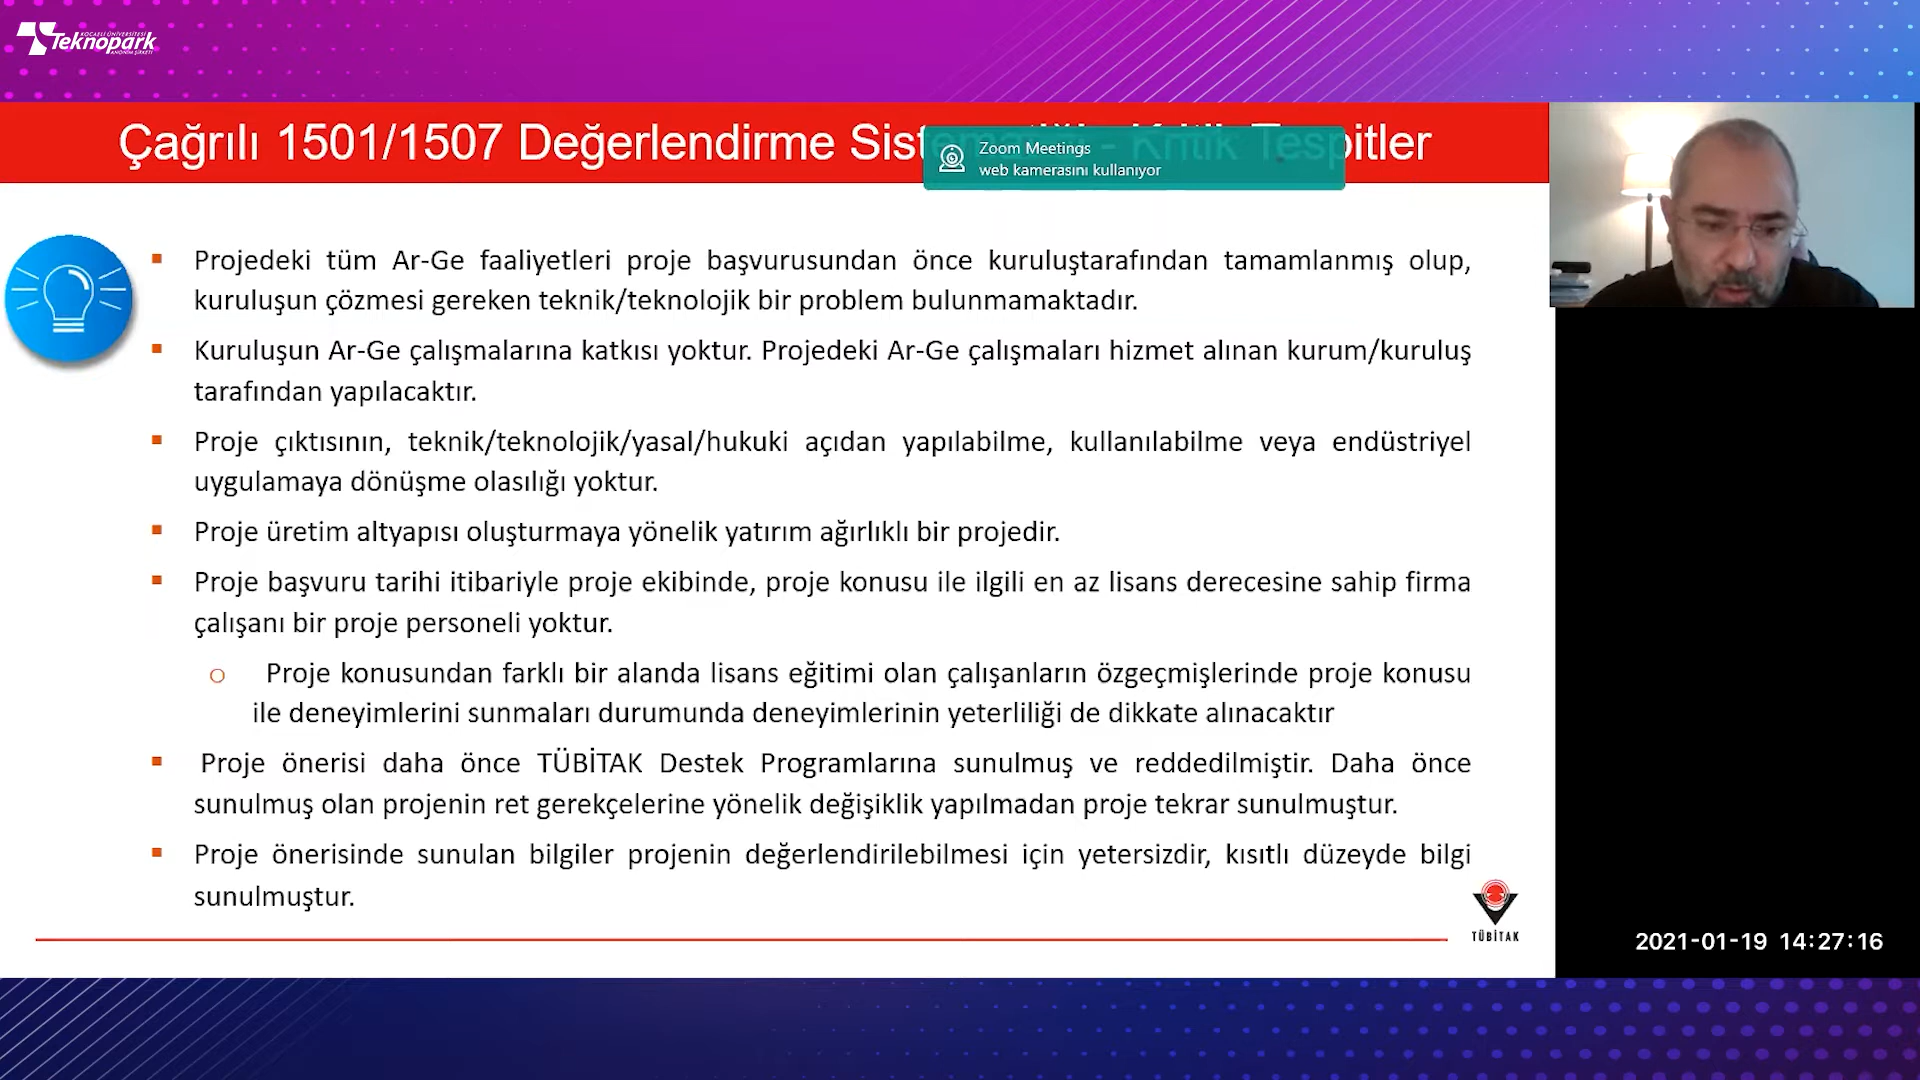 KOCAELİ ÜNİVERSİTESİ
Teknopark
ANONİM ŞİRKETİ
Çağrılı 1501/1507 Değerlendirme Sistematiği - Kritik Tespitler
Zoom Meetings
web kamerasını kullanıyor
▪ Projedeki tüm Ar-Ge faaliyetleri proje başvurusundan önce kuruluştarafından tamamlanmış olup,
kuruluşun çözmesi gereken teknik/teknolojik bir problem bulunmamaktadır.
▪ Kuruluşun Ar-Ge çalışmalarına katkısı yoktur. Projedeki Ar-Ge çalışmaları hizmet alınan kurum/kuruluş
tarafından yapılacaktır.
▪ Proje çıktısının, teknik/teknolojik/yasal/hukuki açıdan yapılabilme, kullanılabilme veya endüstriyel
uygulamaya dönüşme olasılığı yoktur.
▪ Proje üretim altyapısı oluşturmaya yönelik yatırım ağırlıklı bir projedir.
▪ Proje başvuru tarihi itibariyle proje ekibinde, proje konusu ile ilgili en az lisans derecesine sahip firma
çalışanı bir proje personeli yoktur.
o Proje konusundan farklı bir alanda lisans eğitimi olan çalışanların özgeçmişlerinde proje konusu
ile deneyimlerini sunmaları durumunda deneyimlerinin yeterliliği de dikkate alınacaktır
▪ Proje önerisi daha önce TÜBİTAK Destek Programlarına sunulmuş ve reddedilmiştir. Daha önce
sunulmuş olan projenin ret gerekçelerine yönelik değişiklik yapılmadan proje tekrar sunulmuştur.
▪ Proje önerisinde sunulan bilgiler projenin değerlendirilebilmesi için yetersizdir, kısıtlı düzeyde bilgi
sunulmuştur.
TÜBİTAK
2021-01-19 14:27:16